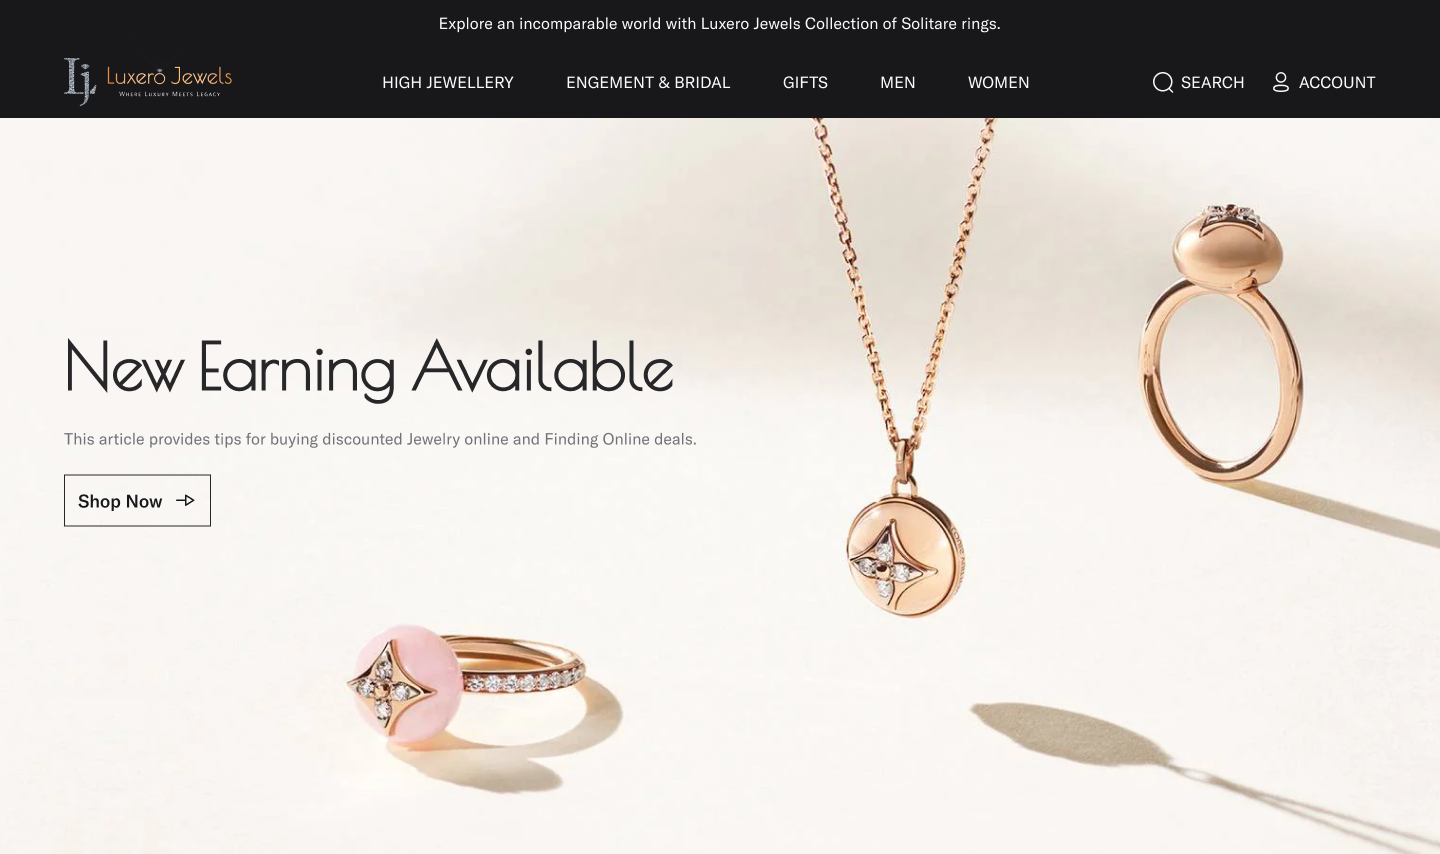 Explore an incomparable world with Luxero Jewels Collection of Solitare rings.
Lj Luxero Jewels
Where Luxury Meets Legacy
HIGH JEWELLERY ENGEMENT & BRIDAL GIFTS MEN WOMEN SEARCH ACCOUNT
New Earning Available
This article provides tips for buying discounted Jewelry online and Finding Online deals.
Shop Now